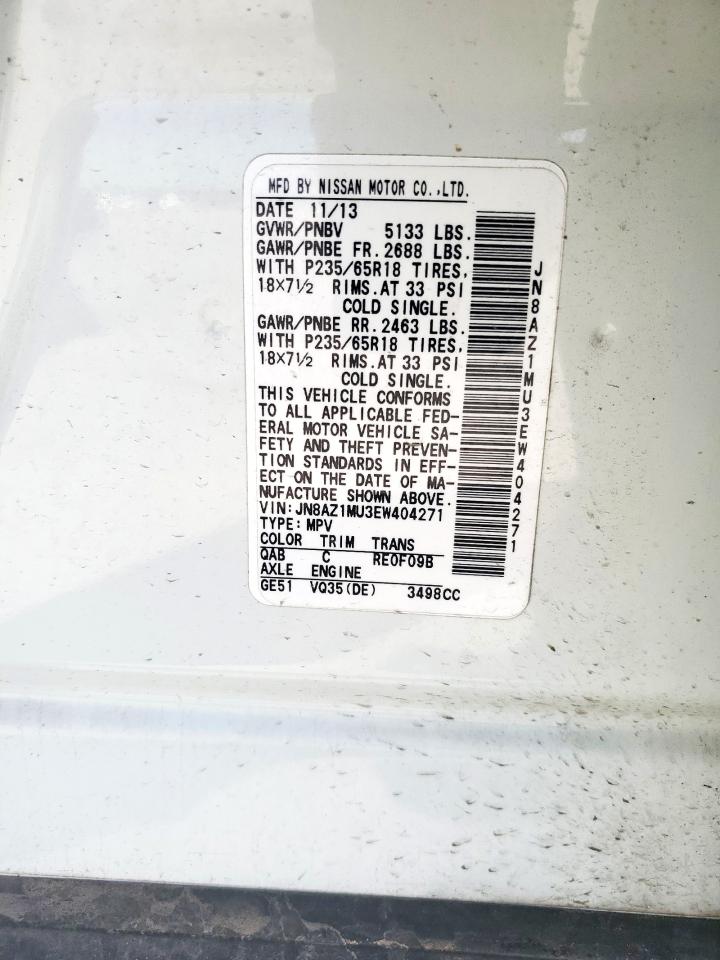 MFD BY NISSAN MOTOR CO.,LTD.
DATE 11/13
GVWR/PNBV 5133 LBS.
GAWR/PNBE FR. 2688 LBS.
WITH P235/65R18 TIRES,
18X7½ RIMS.AT 33 PSI
COLD SINGLE.
GAWR/PNBE RR. 2463 LBS.
WITH P235/65R18 TIRES,
18X7½ RIMS.AT 33 PSI
COLD SINGLE.
THIS VEHICLE CONFORMS
TO ALL APPLICABLE FED-
ERAL MOTOR VEHICLE SA-
FETY AND THEFT PREVEN-
TION STANDARDS IN EFF-
ECT ON THE DATE OF MA-
NUFACTURE SHOWN ABOVE.
VIN:JN8AZ1MU3EW404271
TYPE:MPV
COLOR TRIM TRANS
QAB C RE0F09B
AXLE ENGINE
GE51 VQ35(DE) 3498CC
JN8AZ1MU3EW404271